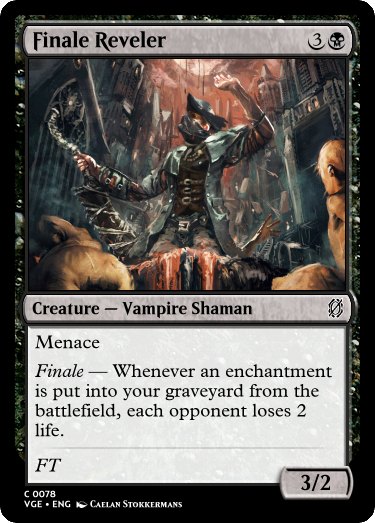 Finale Reveler 3
Creature — Vampire Shaman
Menace
Finale — Whenever an enchantment
is put into your graveyard from the
battlefield, each opponent loses 2
life.
FT
3/2
C 0078
VGE • ENG Caelan Stokkermans